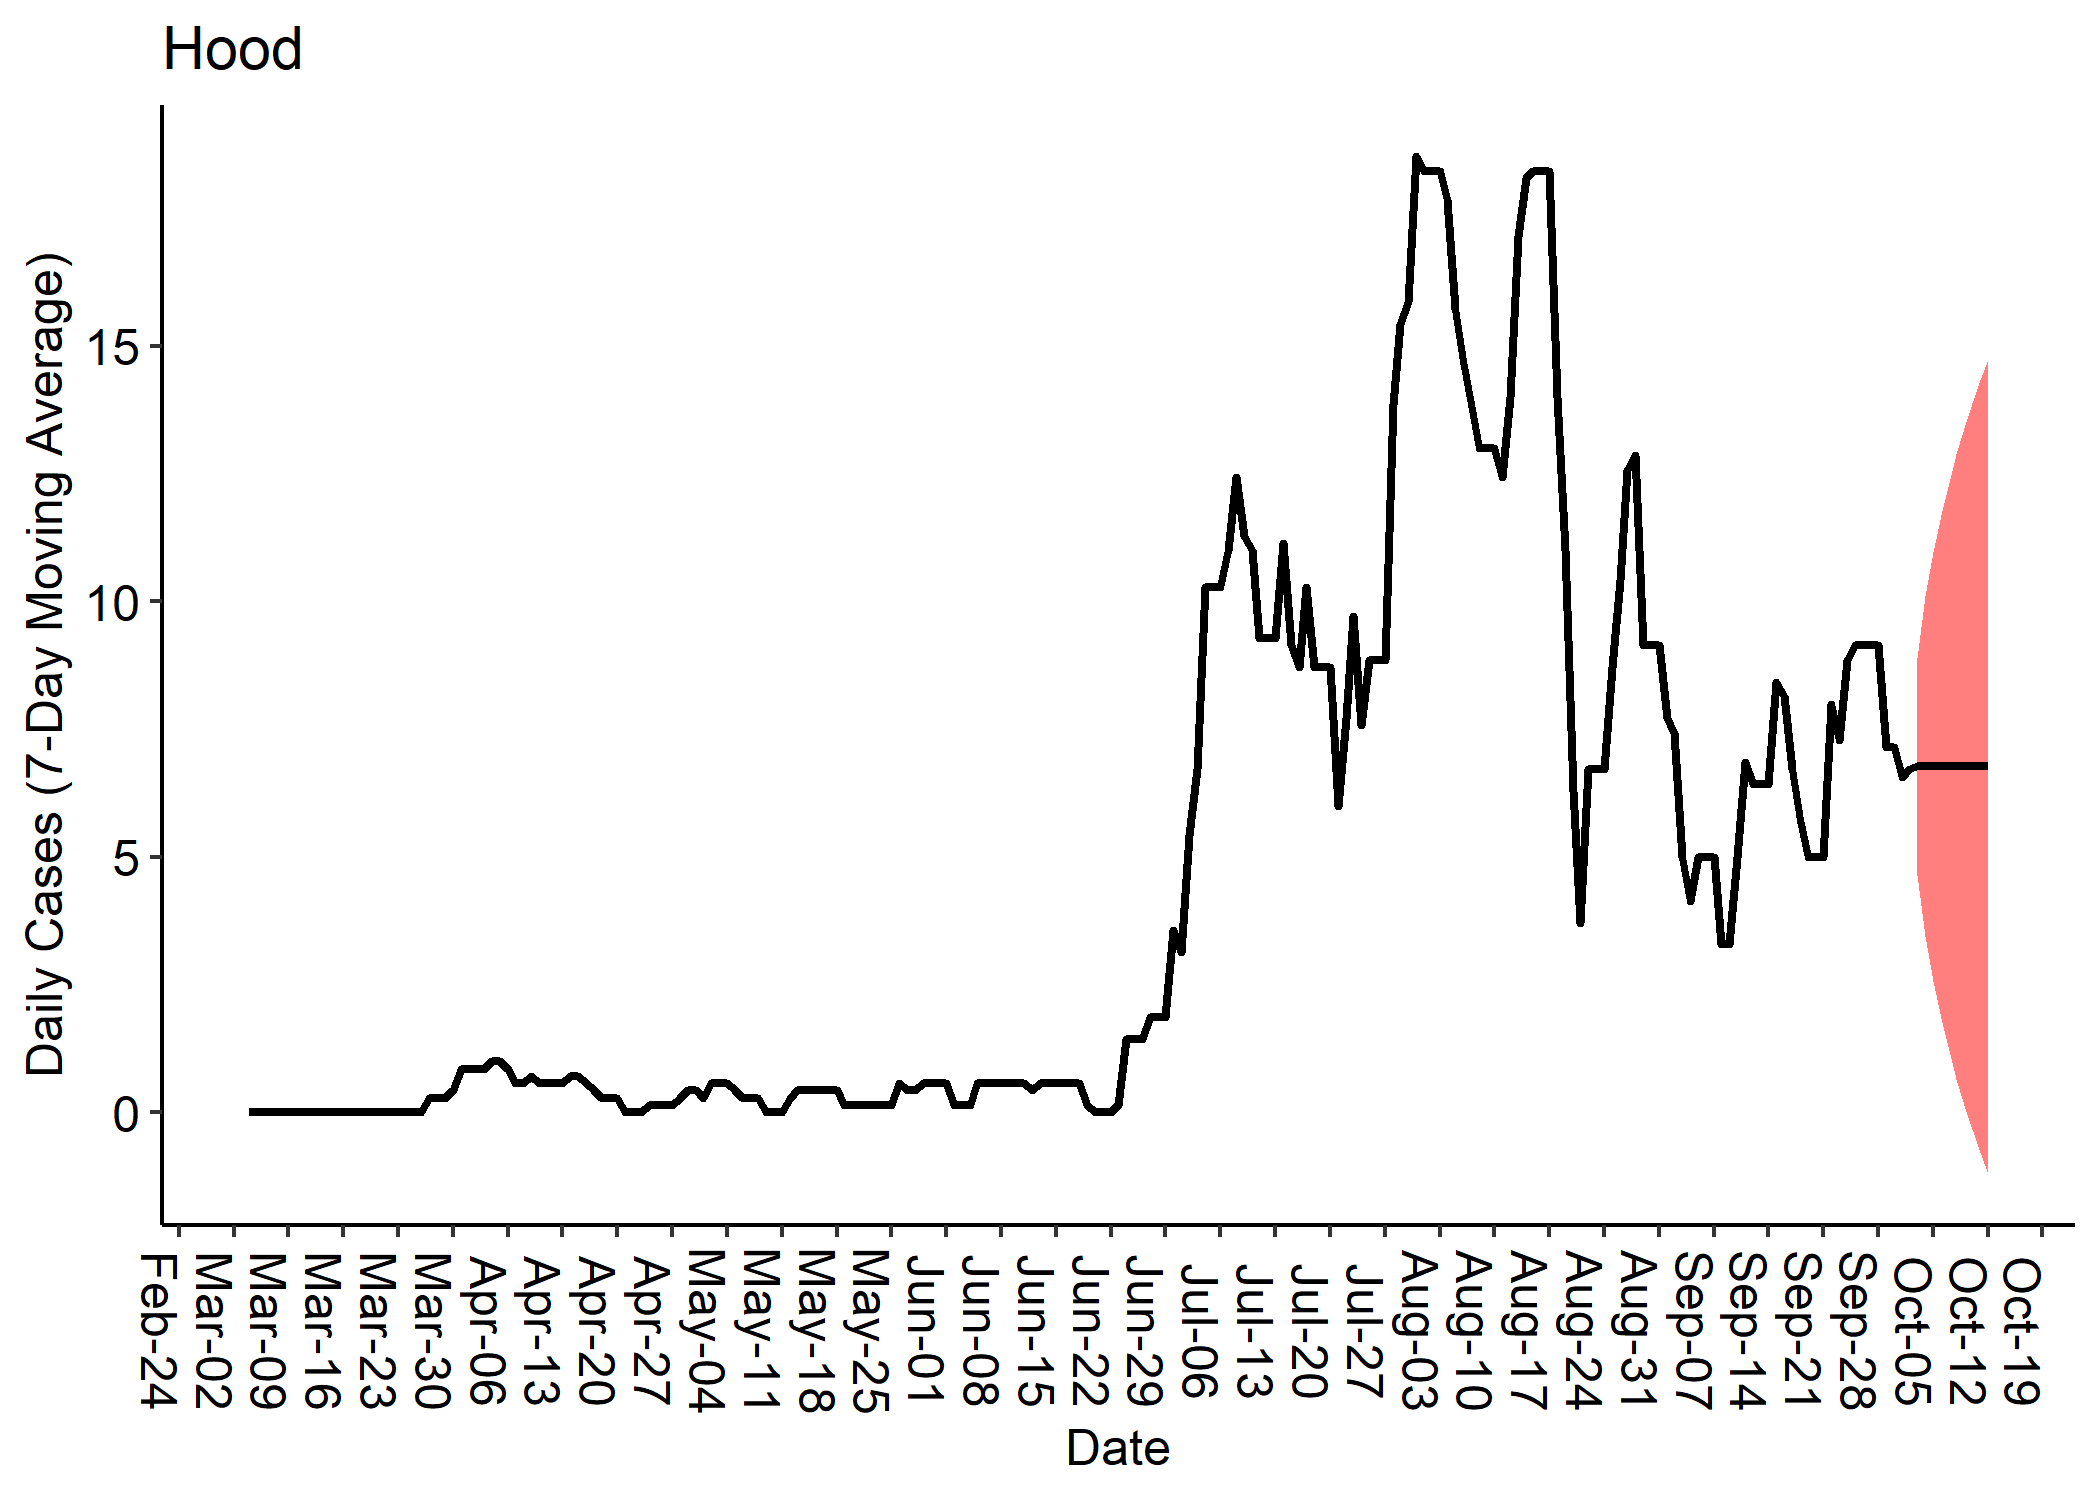 Hood
Daily Cases (7-Day Moving Average)
15
10
5
0
Feb-24
Mar-02
Mar-09
Mar-16
Mar-23
Mar-30
Apr-06
Apr-13
Apr-20
Apr-27
May-04
May-11
May-18
May-25
Jun-01
Jun-08
Jun-15
Jun-22
Jun-29
Jul-06
Jul-13
Jul-20
Jul-27
Aug-03
Aug-10
Aug-17
Aug-24
Aug-31
Sep-07
Sep-14
Sep-21
Sep-28
Oct-05
Oct-12
Oct-19
Date